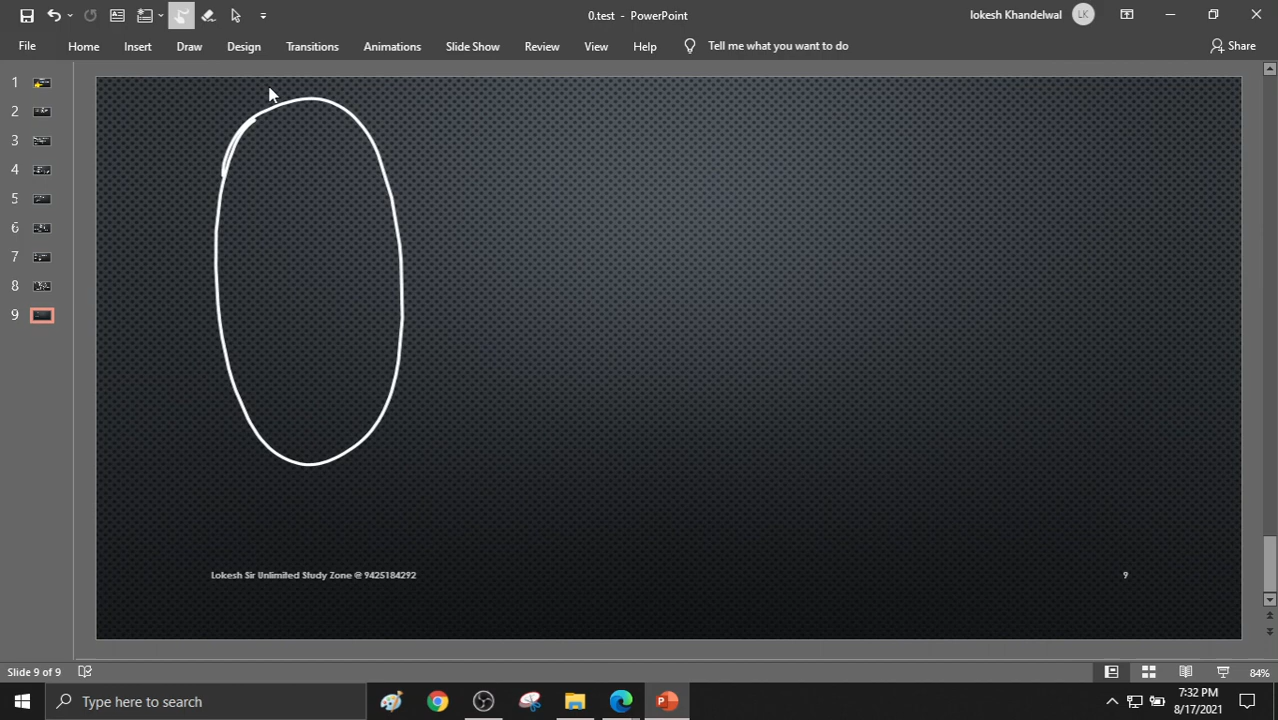 0.test - PowerPoint
lokesh Khandelwal
LK
File
Home
Insert
Draw
Design
Transitions
Animations
Slide Show
Review
View
Help
Tell me what you want to do
Share
1
2
3
4
5
6
7
8
9
Lokesh Sir Unlimited Study Zone @ 9425184292
9
Slide 9 of 9
84%
Type here to search
7:32 PM
8/17/2021